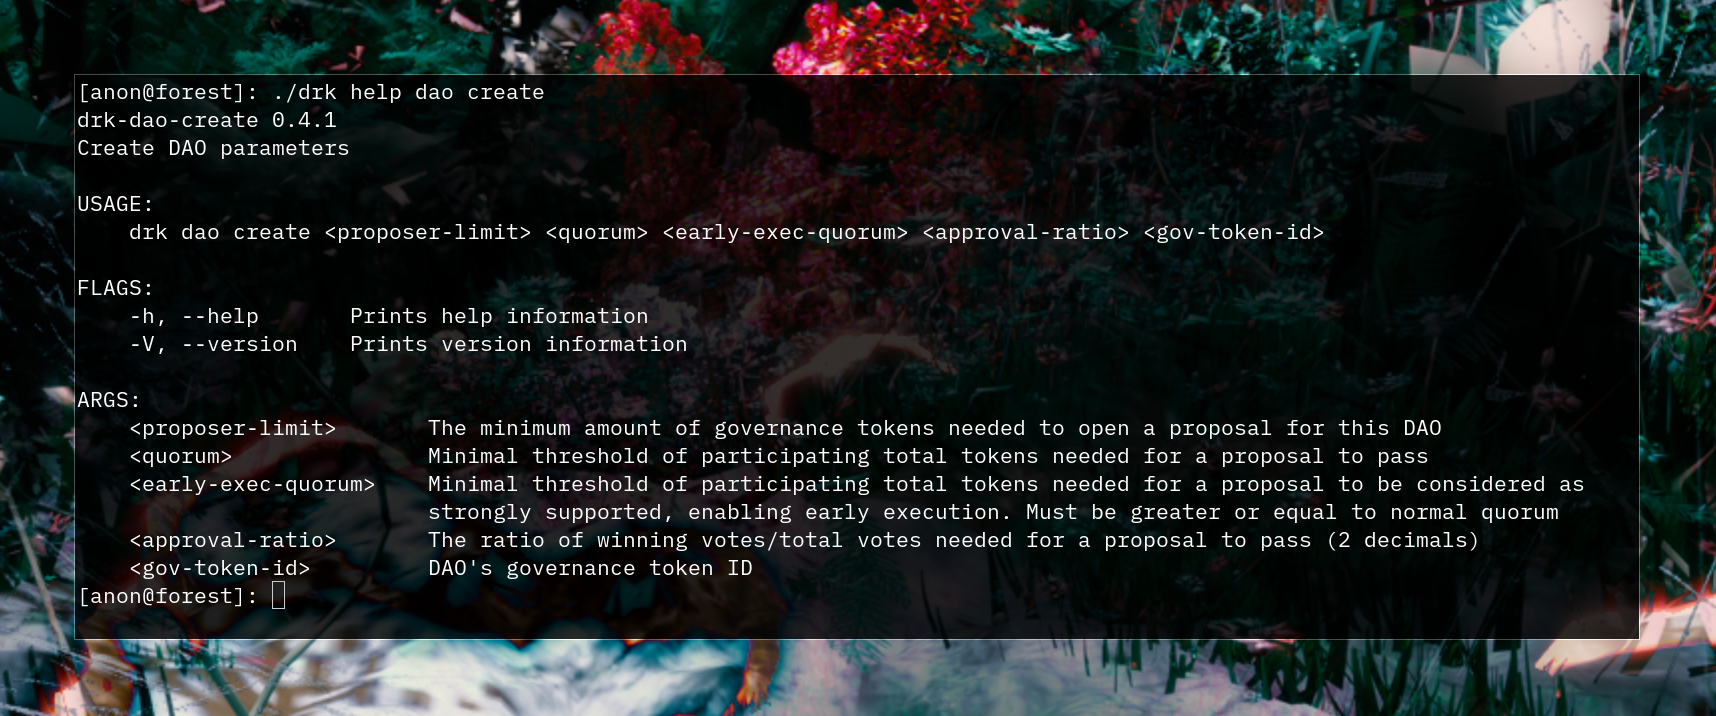 [anon@forest]: ./drk help dao create
drk-dao-create 0.4.1
Create DAO parameters
USAGE:
drk dao create <proposer-limit> <quorum> <early-exec-quorum> <approval-ratio> <gov-token-id>
FLAGS:
-h, --help Prints help information
-V, --version Prints version information
ARGS:
<proposer-limit> The minimum amount of governance tokens needed to open a proposal for this DAO
<quorum> Minimal threshold of participating total tokens needed for a proposal to pass
<early-exec-quorum> Minimal threshold of participating total tokens needed for a proposal to be considered as
strongly supported, enabling early execution. Must be greater or equal to normal quorum
<approval-ratio> The ratio of winning votes/total votes needed for a proposal to pass (2 decimals)
<gov-token-id> DAO's governance token ID
[anon@forest]: